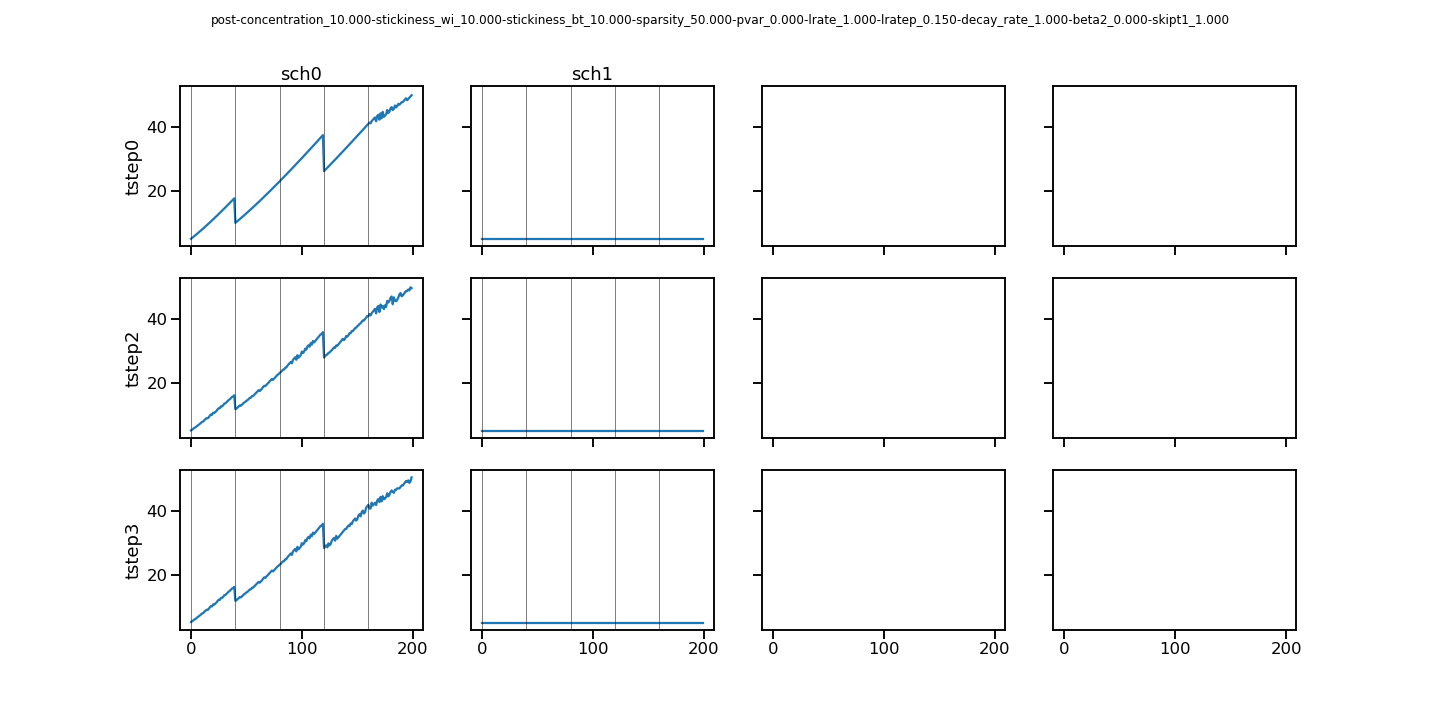 post-concentration_10.000-stickiness_wi_10.000-stickiness_bt_10.000-sparsity_50.000-pvar_0.000-lrate_1.000-lratep_0.150-decay_rate_1.000-beta2_0.000-skipt1_1.000
sch0 sch1
tstep0
40
20
tstep2
40
20
tstep3
40
20
0 100 200 0 100 200 0 100 200 0 100 200